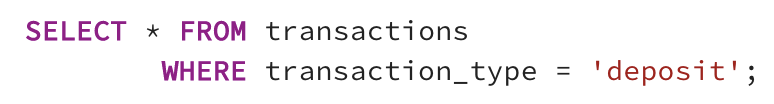 SELECT * FROM transactions
WHERE transaction_type = 'deposit';